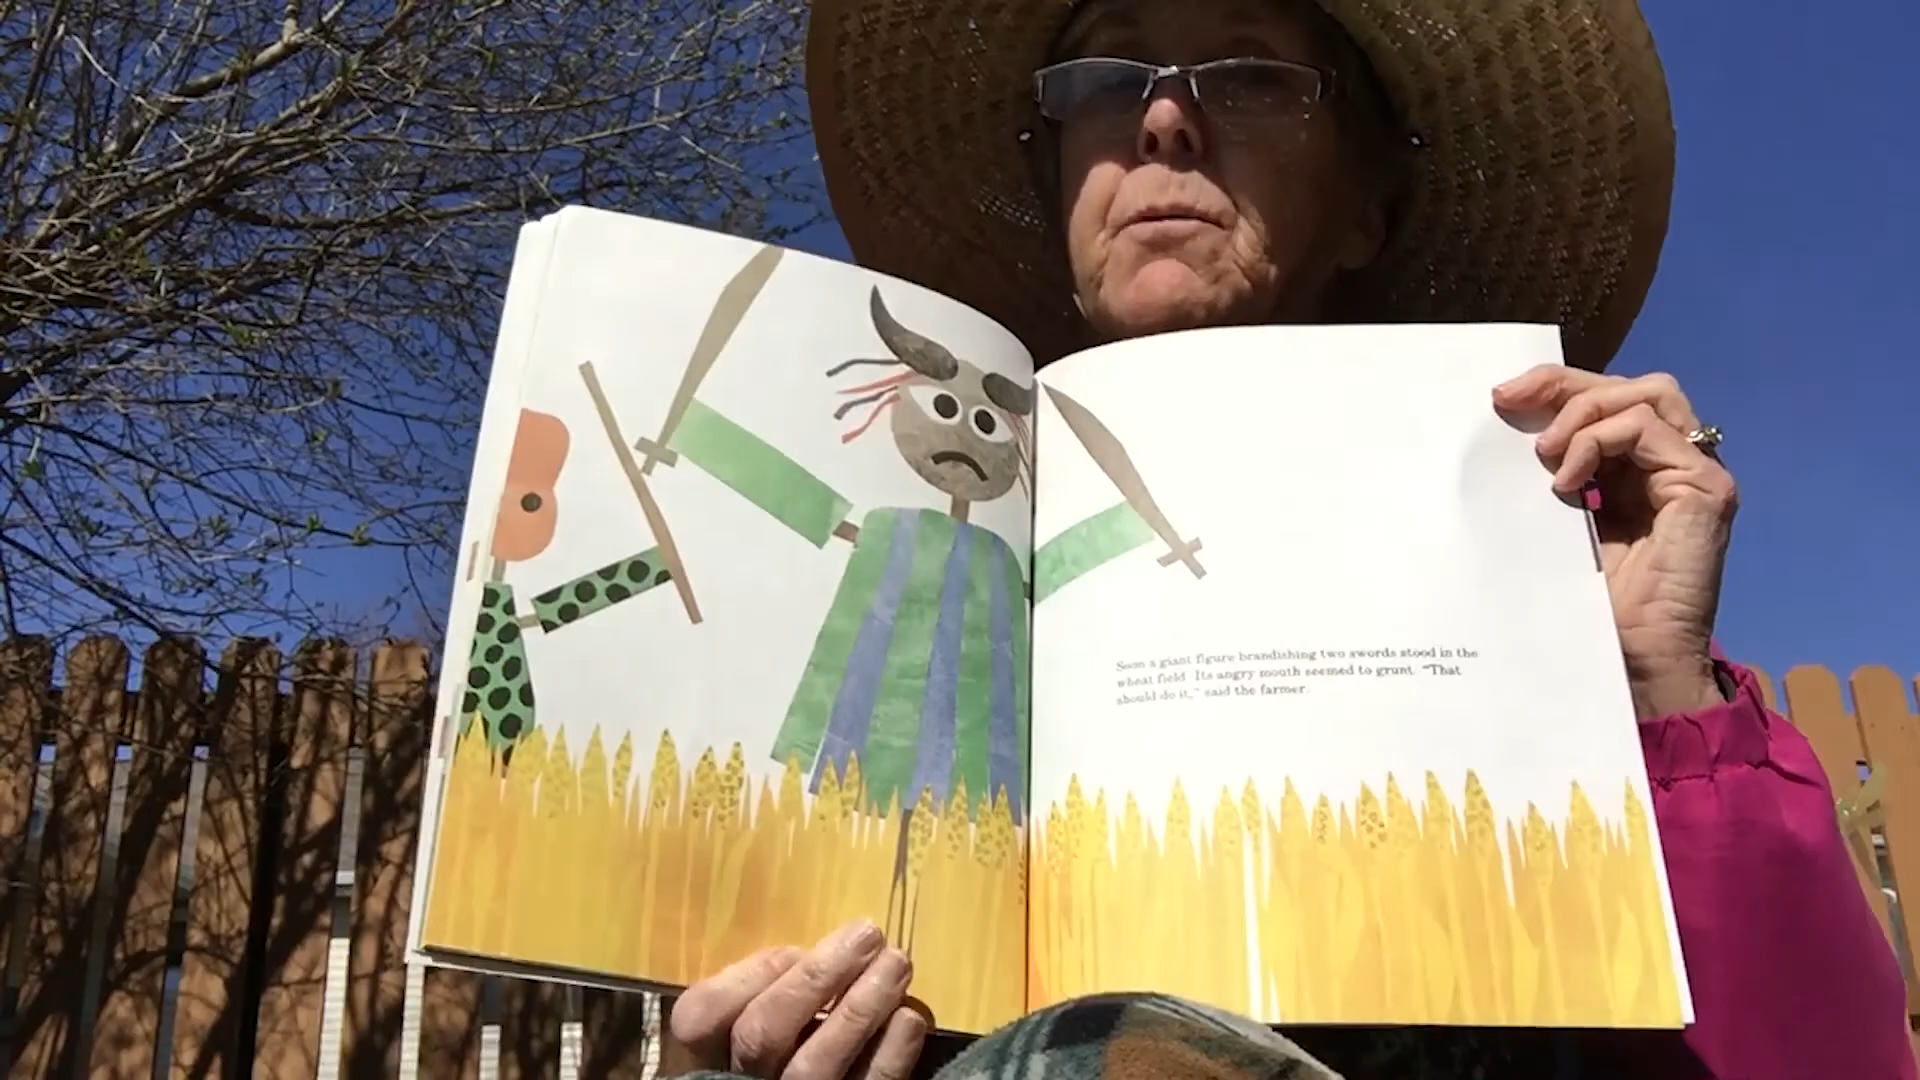 Soon a giant figure brandishing two swords stood in the
wheat field. Its angry mouth seemed to grunt. "That
should do it," said the farmer.